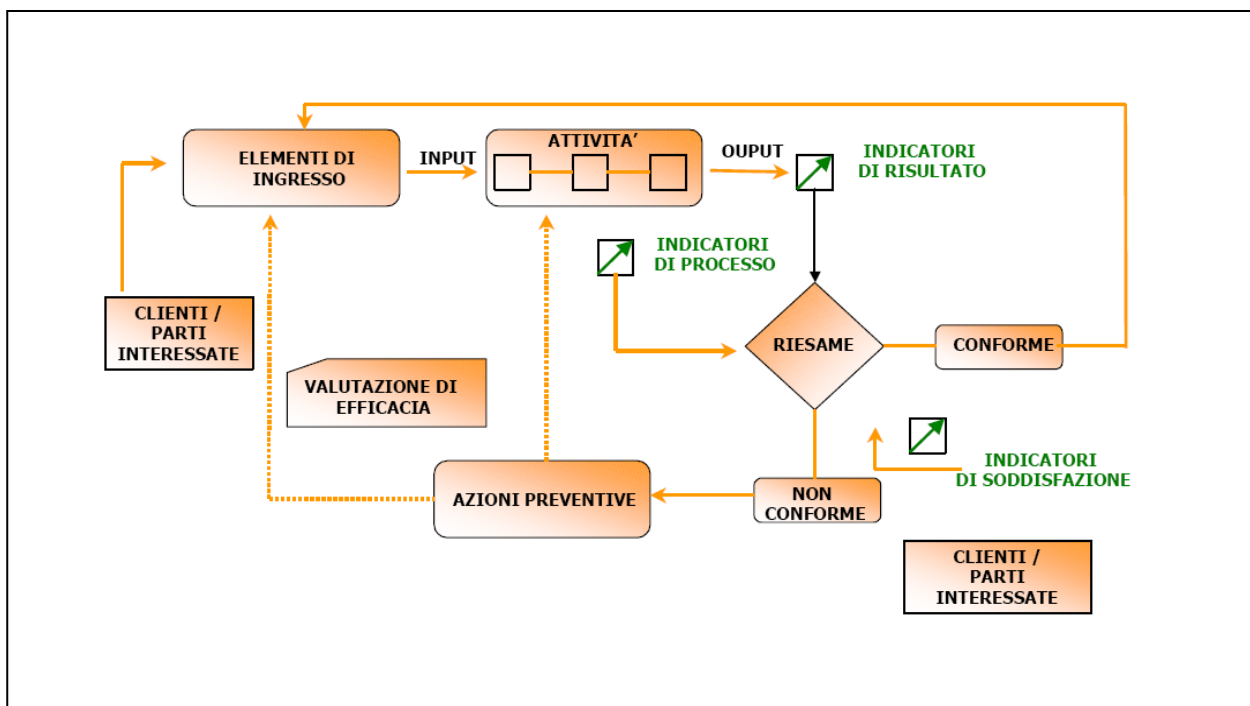 ELEMENTI DI
INGRESSO
INPUT
ATTIVITA’
OUPUT
INDICATORI
DI RISULTATO
INDICATORI
DI PROCESSO
CLIENTI /
PARTI
INTERESSATE
RIESAME
CONFORME
VALUTAZIONE DI
EFFICACIA
AZIONI PREVENTIVE
NON
CONFORME
INDICATORI
DI SODDISFAZIONE
CLIENTI /
PARTI
INTERESSATE